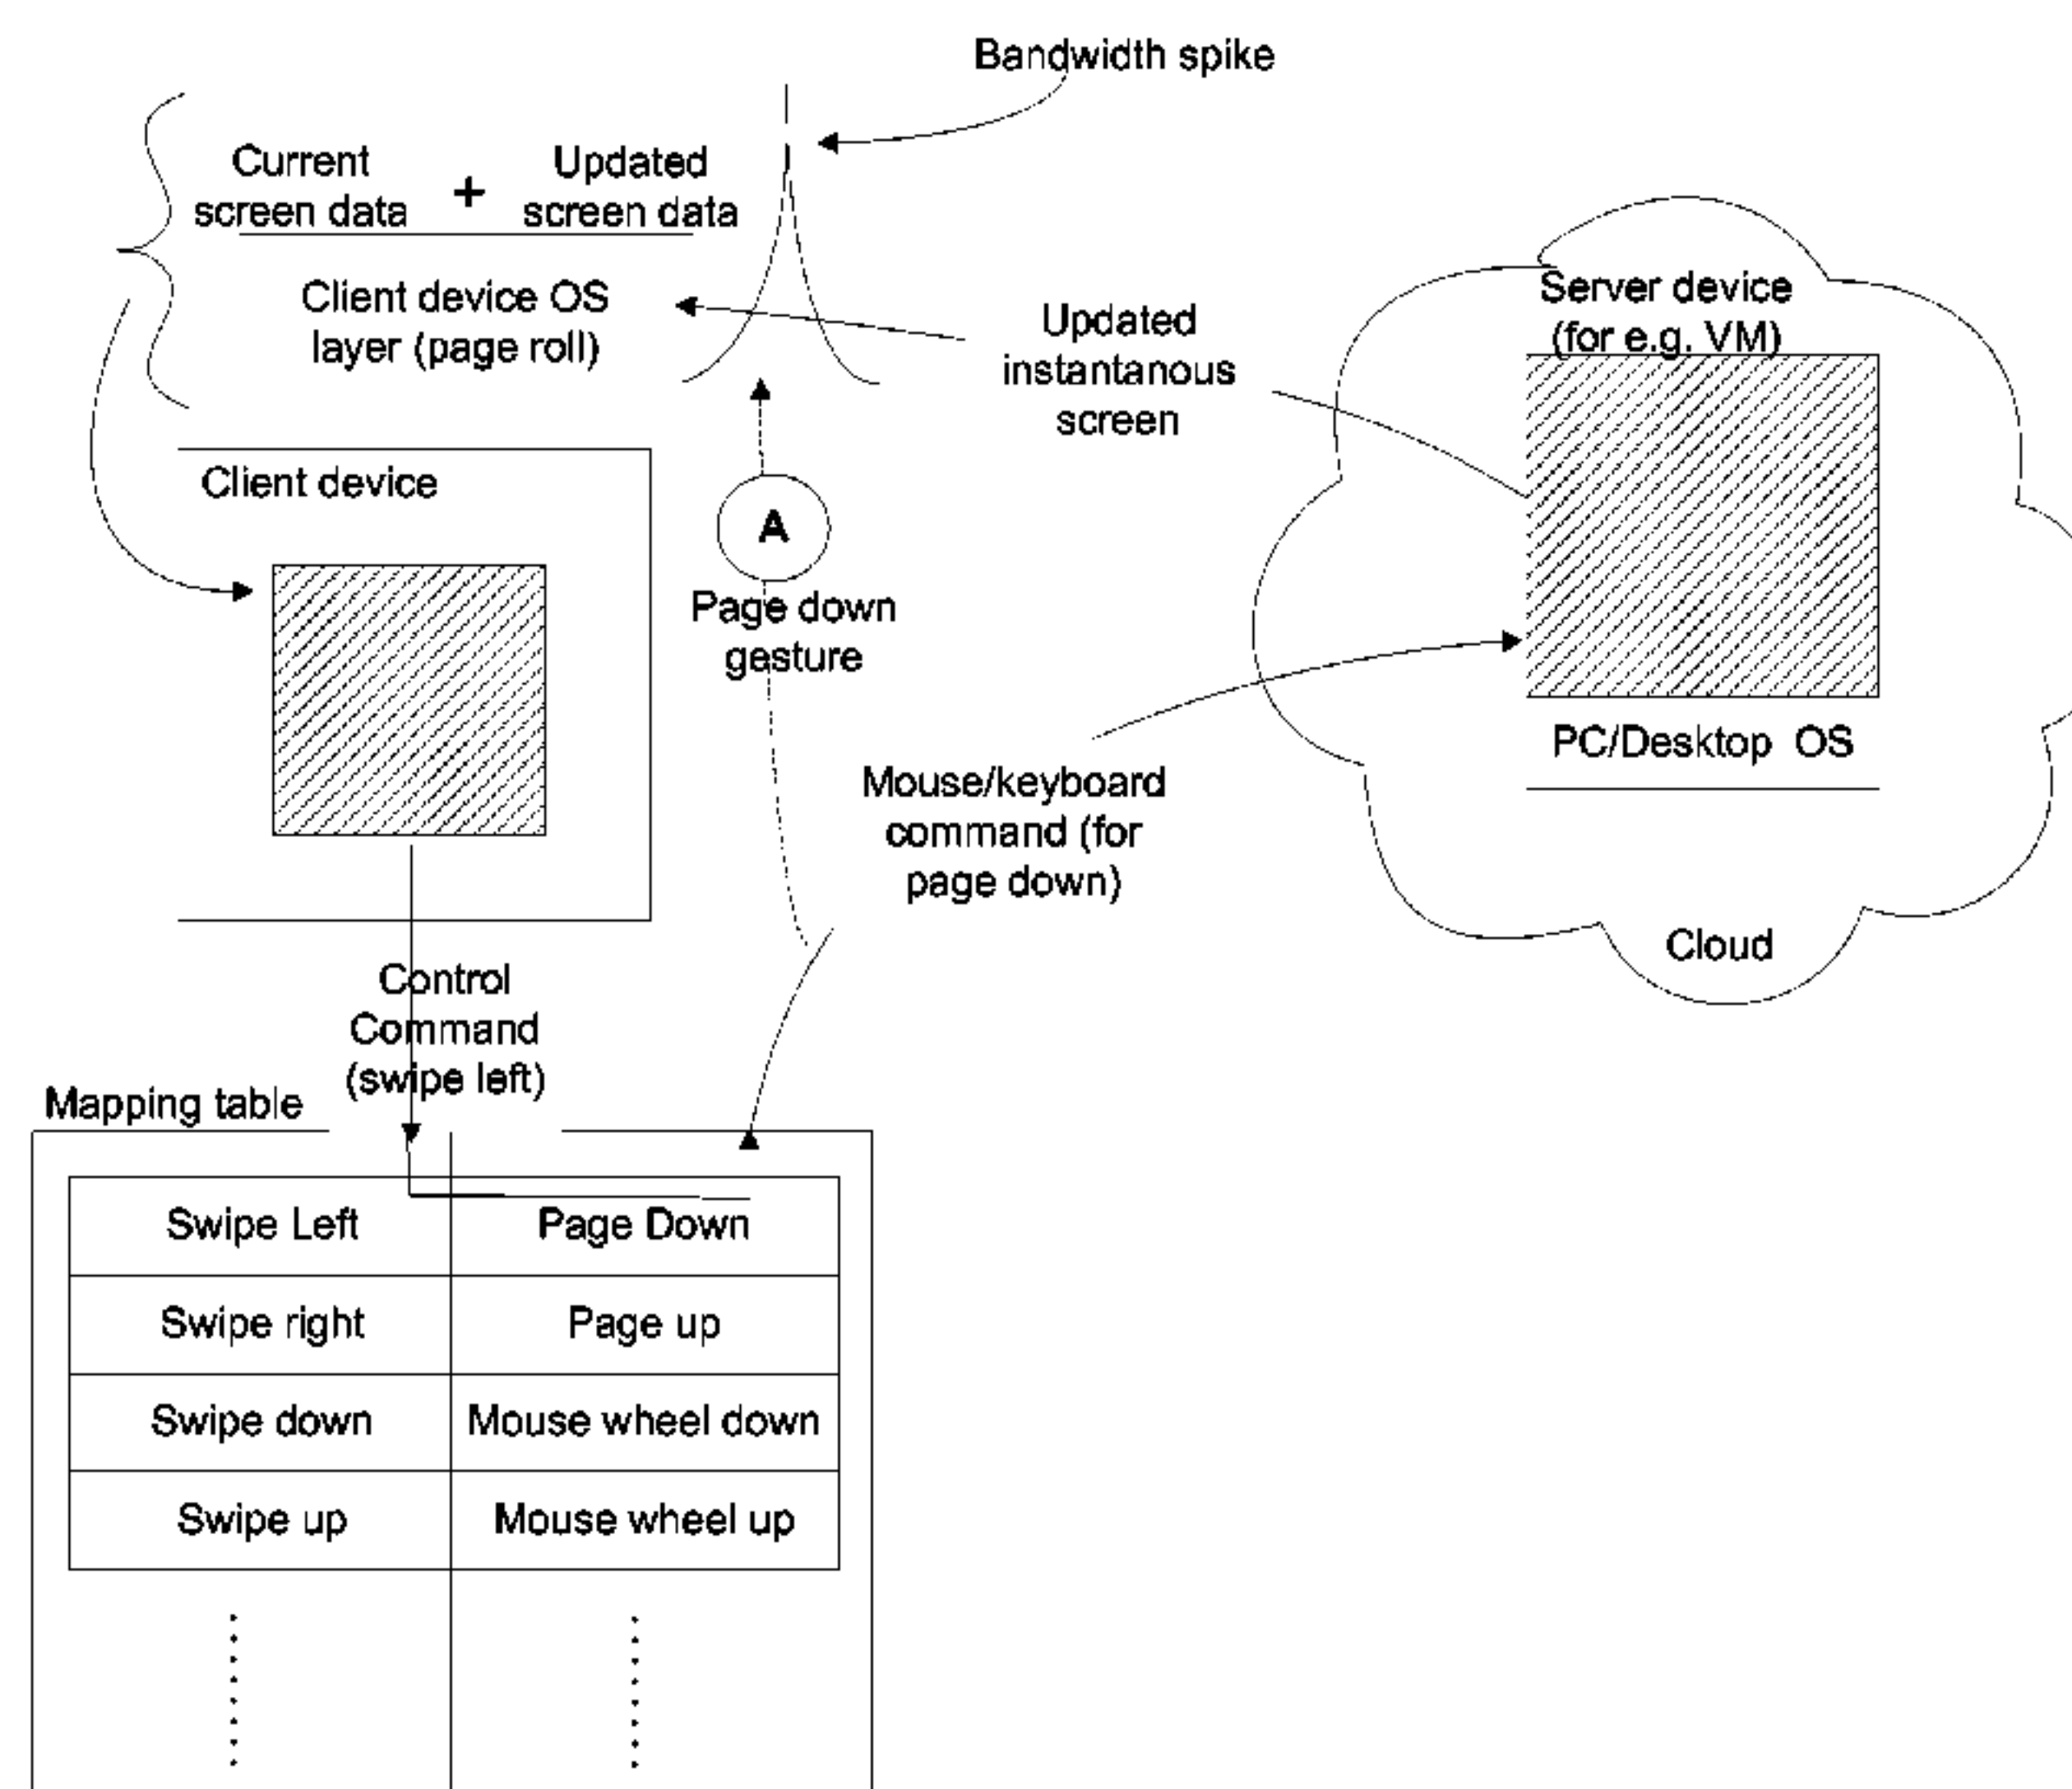 Bandwidth spike
Current
screen data
+
Updated
screen data
Client device OS
layer (page roll)
Updated
instantanous
screen
Server device
(for e.g. VM)
Client device
A
Page down
gesture
PC/Desktop OS
Mouse/keyboard
command (for
page down)
Cloud
Control
Command
(swipe left)
Mapping table
Swipe Left
Page Down
Swipe right
Page up
Swipe down
Mouse wheel down
Swipe up
Mouse wheel up